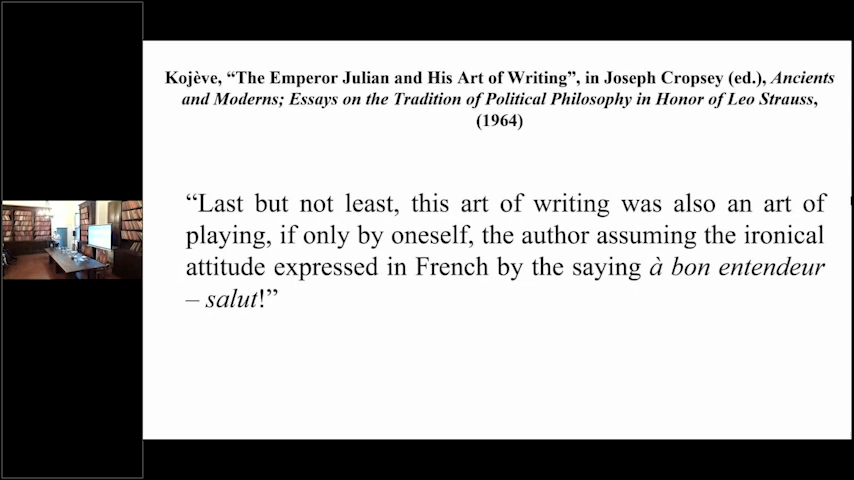 Kojève, “The Emperor Julian and His Art of Writing”, in Joseph Cropsey (ed.), Ancients
and Moderns; Essays on the Tradition of Political Philosophy in Honor of Leo Strauss,
(1964)
“Last but not least, this art of writing was also an art of
playing, if only by oneself, the author assuming the ironical
attitude expressed in French by the saying à bon entendeur
– salut!”